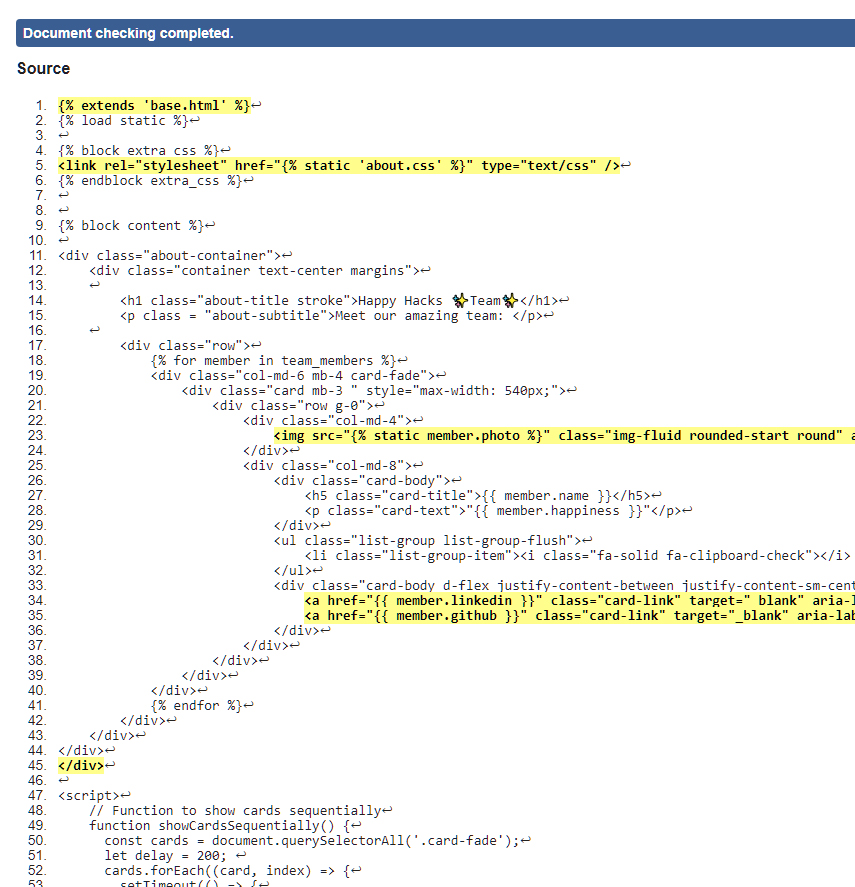 Document checking completed.
Source
1. {% extends 'base.html' %}↩
2. {% load static %}↩
3. ↩
4. {% block extra_css %}↩
5. <link rel="stylesheet" href="{% static 'about.css' %}" type="text/css" />↩
6. {% endblock extra_css %}↩
7. ↩
8. ↩
9. {% block content %}↩
10. ↩
11. <div class="about-container">↩
12. <div class="container text-center margins">↩
13. ↩
14. <h1 class="about-title stroke">Happy Hacks ✨Team✨</h1>↩
15. <p class = "about-subtitle">Meet our amazing team: </p>↩
16. ↩
17. <div class="row">↩
18. {% for member in team_members %}↩
19. <div class="col-md-6 mb-4 card-fade">↩
20. <div class="card mb-3 " style="max-width: 540px;">↩
21. <div class="row g-0">↩
22. <div class="col-md-4">↩
23. <img src="{% static member.photo %}" class="img-fluid rounded-start round" a
24. </div>↩
25. <div class="col-md-8">↩
26. <div class="card-body">↩
27. <h5 class="card-title">{{ member.name }}</h5>↩
28. <p class="card-text">"{{ member.happiness }}"</p>↩
29. </div>↩
30. <ul class="list-group list-group-flush">↩
31. <li class="list-group-item"><i class="fa-solid fa-clipboard-check"></i>
32. </ul>↩
33. <div class="card-body d-flex justify-content-between justify-content-sm-cent
34. <a href="{{ member.linkedin }}" class="card-link" target="_blank" aria-l
35. <a href="{{ member.github }}" class="card-link" target="_blank" aria-lab
36. </div>↩
37. </div>↩
38. </div>↩
39. </div>↩
40. </div>↩
41. {% endfor %}↩
42. </div>↩
43. </div>↩
44. </div>↩
45. </div>↩
46. ↩
47. <script>↩
48. // Function to show cards sequentially↩
49. function showCardsSequentially() {↩
50. const cards = document.querySelectorAll('.card-fade');↩
51. let delay = 200; ↩
52. cards.forEach((card, index) => {↩
53. setTimeout(() => {↩